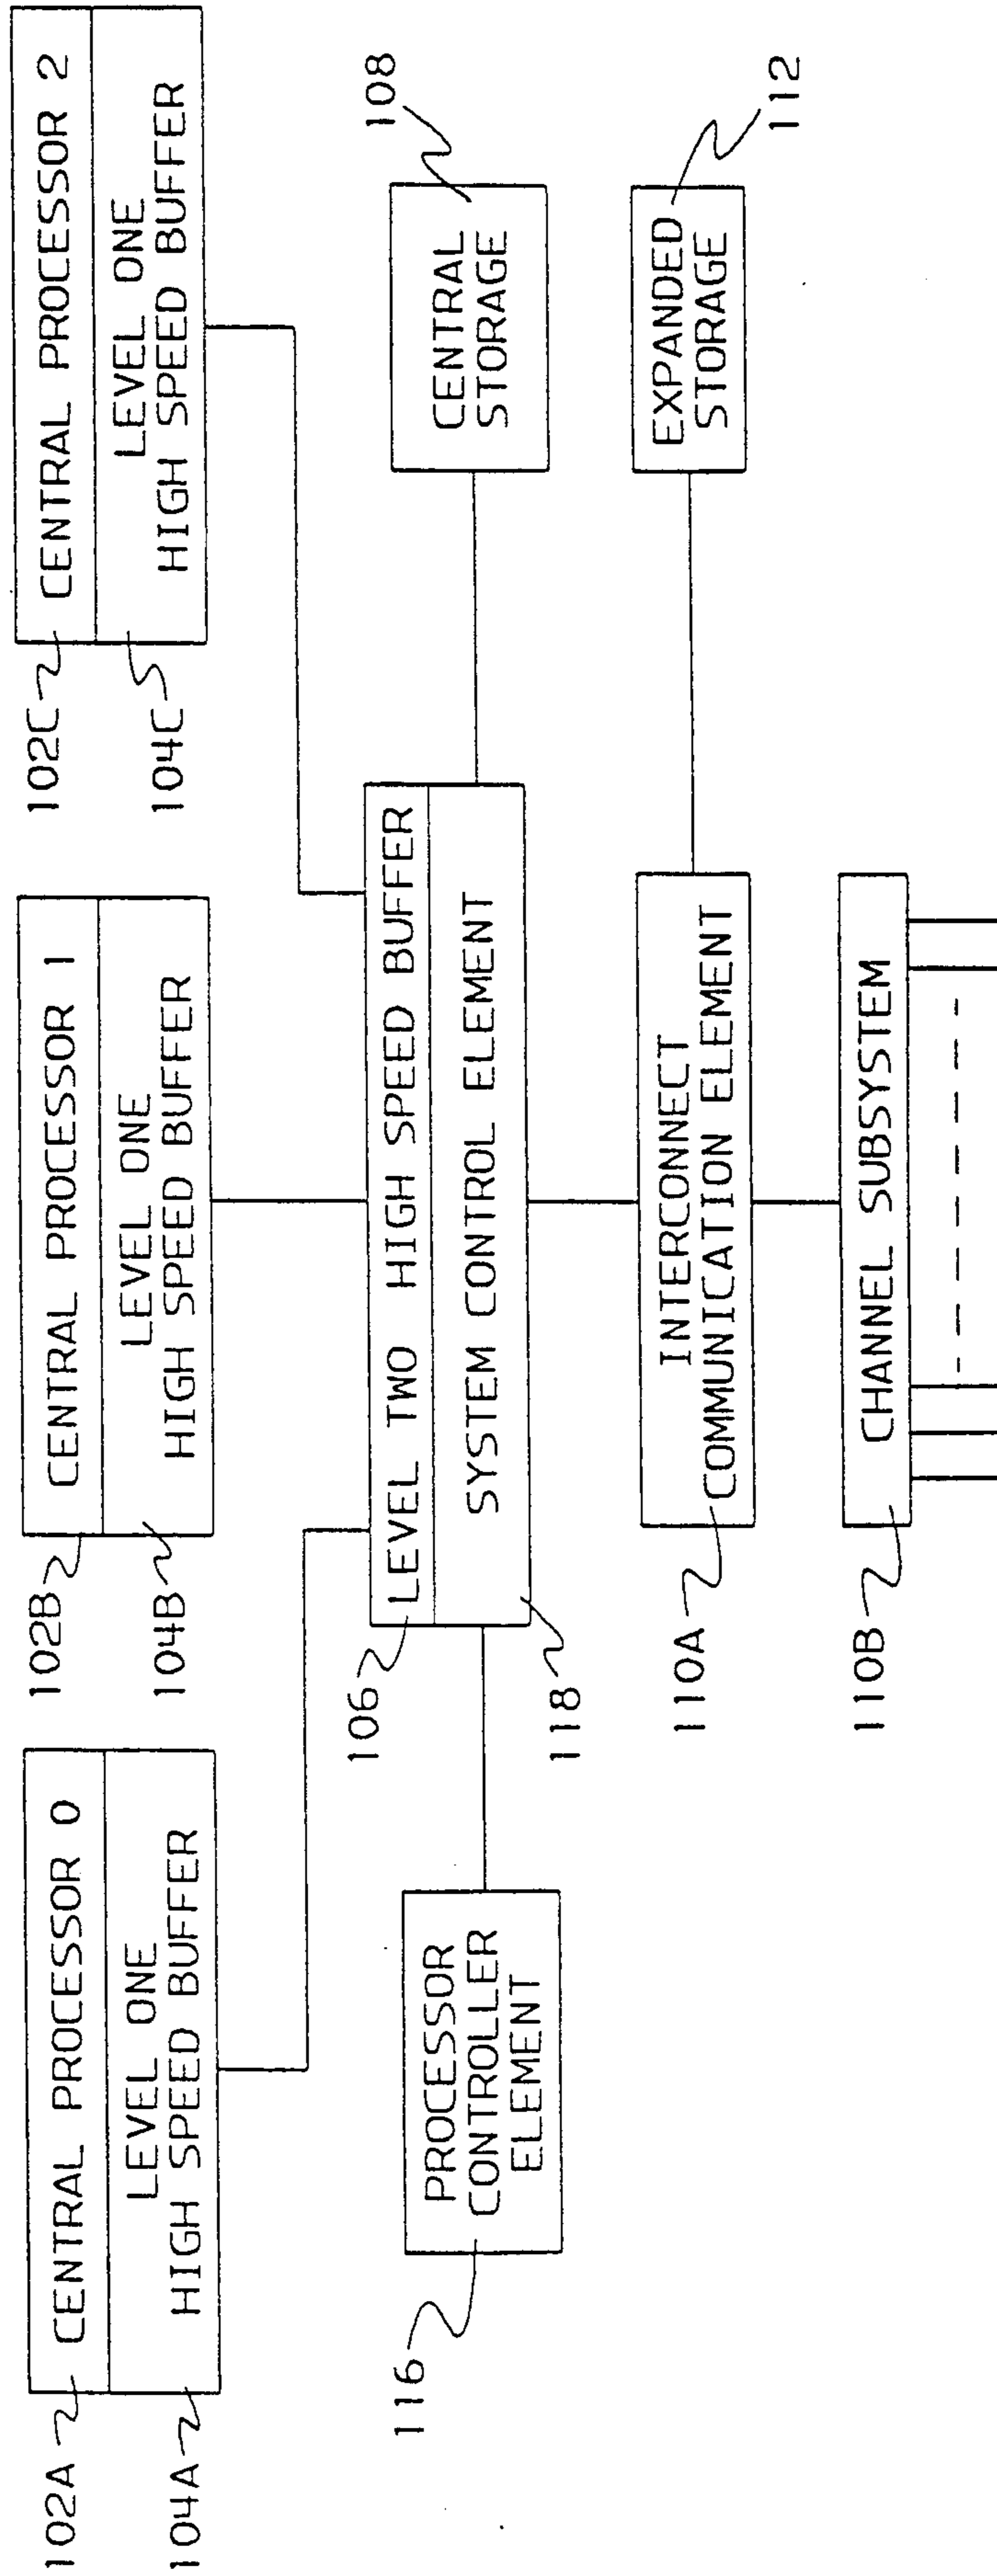 102A
CENTRAL PROCESSOR 0
104A
LEVEL ONE
HIGH SPEED BUFFER
102B
CENTRAL PROCESSOR 1
104B
LEVEL ONE
HIGH SPEED BUFFER
102C
CENTRAL PROCESSOR 2
104C
LEVEL ONE
HIGH SPEED BUFFER
106
LEVEL TWO HIGH SPEED BUFFER
118
SYSTEM CONTROL ELEMENT
116
PROCESSOR
CONTROLLER
ELEMENT
108
CENTRAL
STORAGE
110A
INTERCONNECT
COMMUNICATION ELEMENT
112
EXPANDED
STORAGE
110B
CHANNEL SUBSYSTEM